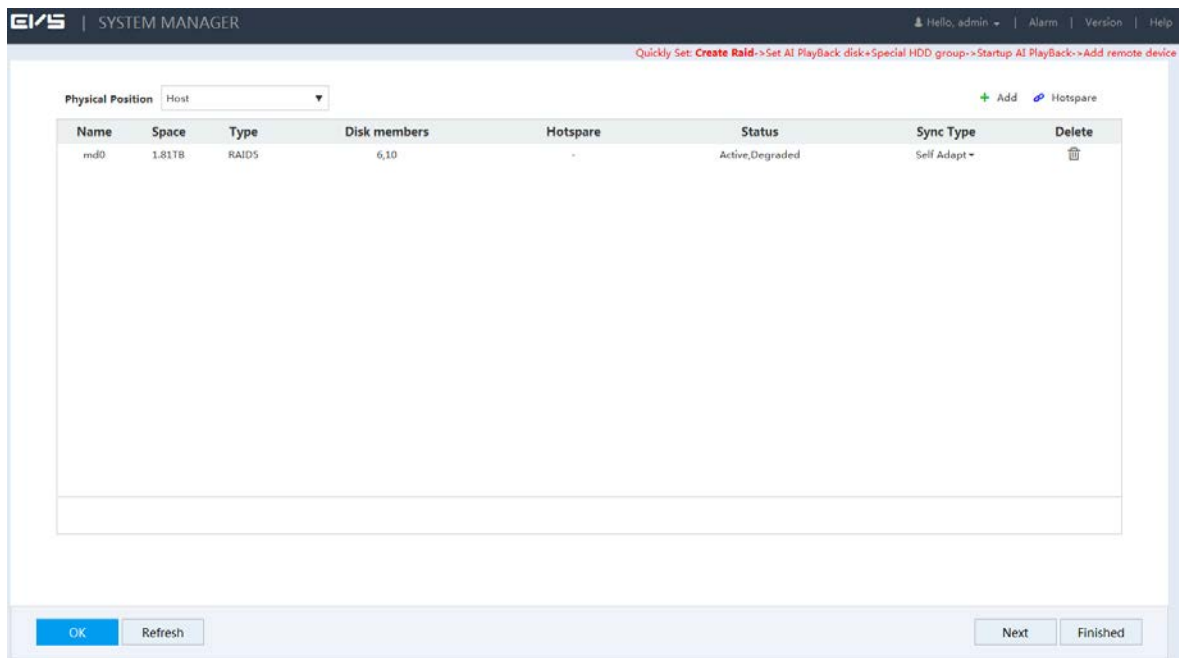 EIVS | SYSTEM MANAGER
Hello, admin | Alarm | Version | Help
Quickly Set: Create Raid->Set AI PlayBack disk+Special HDD group->Startup AI PlayBack->Add remote device
Physical Position Host
+ Add Hotspare
Name Space Type Disk members Hotspare Status Sync Type Delete
md0 1.81TB RAID5 6,10 - Active,Degraded Self Adapt
OK Refresh Next Finished